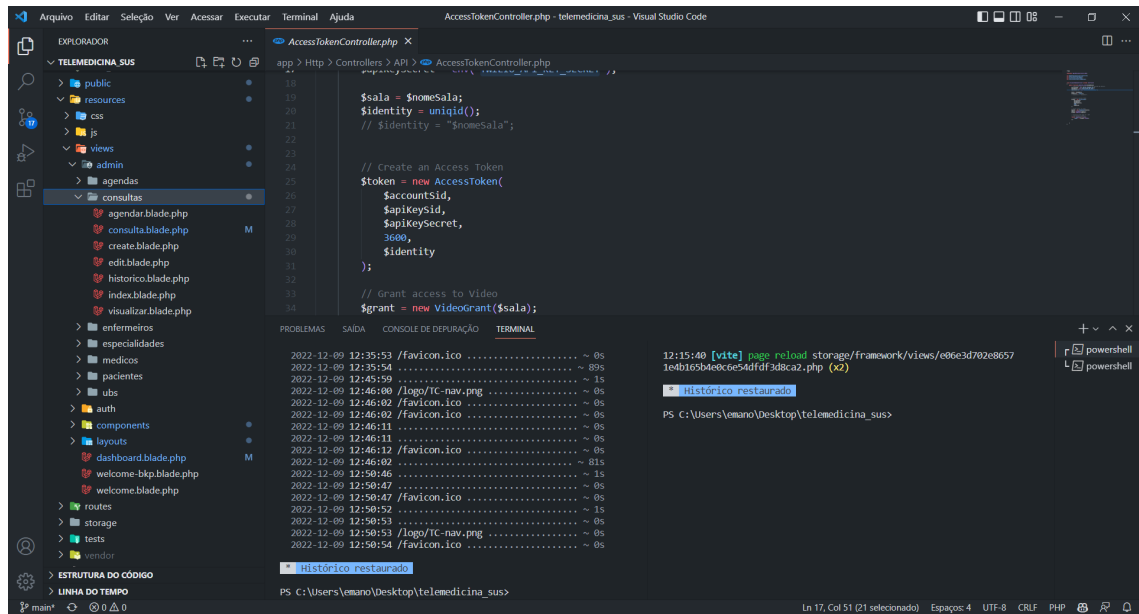 Arquivo Editar Seleção Ver Acessar Executar Terminal Ajuda
AccessTokenController.php - telemedicina_sus - Visual Studio Code
EXPLORADOR
TELEMEDICINA_SUS
public
resources
css
js
views
admin
agendas
consultas
agendar.blade.php
consulta.blade.php M
create.blade.php
edit.blade.php
historico.blade.php
index.blade.php
visualizar.blade.php
enfermeiros
especialidades
medicos
pacientes
ubs
auth
components
layouts
dashboard.blade.php M
welcome-bkp.blade.php
welcome.blade.php
routes
storage
tests
vendor
ESTRUTURA DO CÓDIGO
LINHA DO TEMPO
17
AccessTokenController.php
app > Http > Controllers > API > AccessTokenController.php
18
19 $sala = $nomeSala;
20 $identity = uniqid();
21 // $identity = "$nomeSala";
22
23
24 // Create an Access Token
25 $token = new AccessToken(
26 $accountSid,
27 $apiKeySid,
28 $apiKeySecret,
29 3600,
30 $identity
31 );
32
33 // Grant access to Video
34 $grant = new VideoGrant($sala);
PROBLEMAS SAÍDA CONSOLE DE DEPURAÇÃO TERMINAL
2022-12-09 12:35:53 /favicon.ico ...................... ~ 0s
2022-12-09 12:35:54 ................................... ~ 89s
2022-12-09 12:45:59 ................................... ~ 1s
2022-12-09 12:46:00 /logo/TC-nav.png .................. ~ 0s
2022-12-09 12:46:02 /favicon.ico ...................... ~ 0s
2022-12-09 12:46:02 /favicon.ico ...................... ~ 0s
2022-12-09 12:46:11 ................................... ~ 0s
2022-12-09 12:46:11 ................................... ~ 0s
2022-12-09 12:46:12 /favicon.ico ...................... ~ 0s
2022-12-09 12:46:02 ................................... ~ 81s
2022-12-09 12:50:46 ................................... ~ 1s
2022-12-09 12:50:47 ................................... ~ 0s
2022-12-09 12:50:47 /favicon.ico ...................... ~ 0s
2022-12-09 12:50:52 ................................... ~ 1s
2022-12-09 12:50:53 ................................... ~ 0s
2022-12-09 12:50:53 /logo/TC-nav.png .................. ~ 0s
2022-12-09 12:50:54 /favicon.ico ...................... ~ 0s
* Histórico restaurado
PS C:\Users\emano\Desktop\telemedicina_sus>
12:15:40 [vite] page reload storage/framework/views/e06e3d702e8657
1e4b165b4e0c6e54dfdf3d8ca2.php (x2)
* Histórico restaurado
PS C:\Users\emano\Desktop\telemedicina_sus>
powershell
powershell
main* 0 0
Ln 17, Col 51 (21 selecionado) Espaços: 4 UTF-8 CRLF PHP